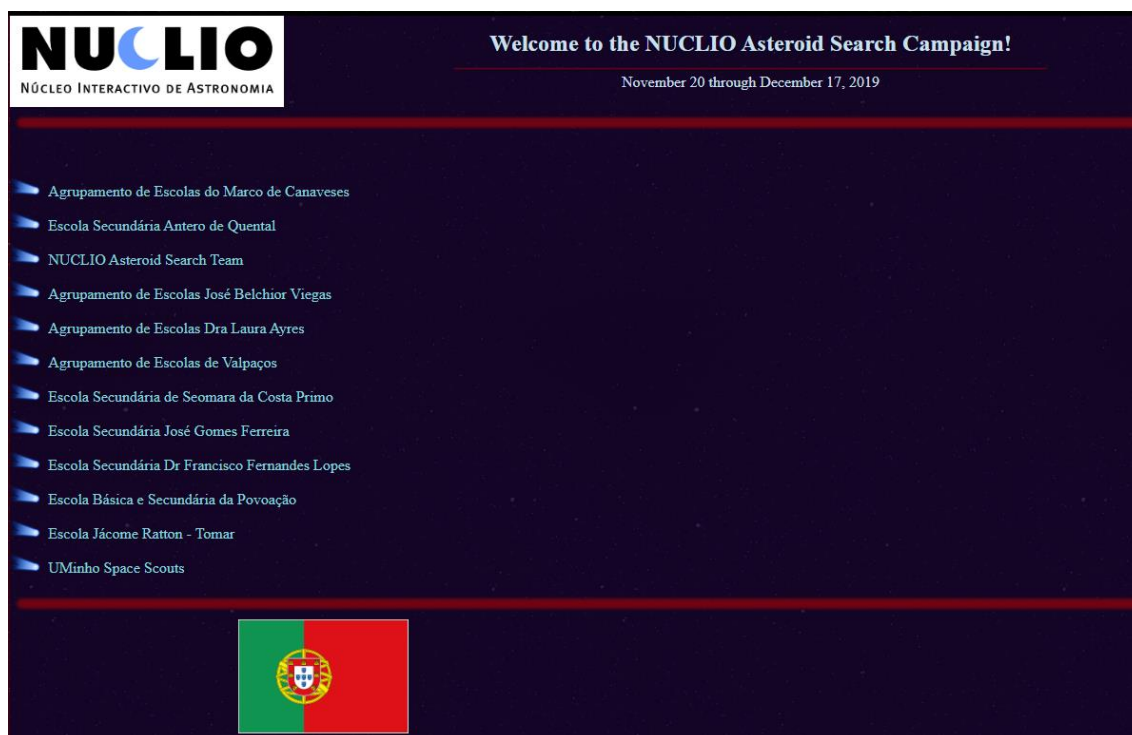 NUCLIO
NÚCLEO INTERACTIVO DE ASTRONOMIA
Welcome to the NUCLIO Asteroid Search Campaign!
November 20 through December 17, 2019
Agrupamento de Escolas do Marco de Canaveses
Escola Secundária Antero de Quental
NUCLIO Asteroid Search Team
Agrupamento de Escolas José Belchior Viegas
Agrupamento de Escolas Dra Laura Ayres
Agrupamento de Escolas de Valpaços
Escola Secundária de Seomara da Costa Primo
Escola Secundária José Gomes Ferreira
Escola Secundária Dr Francisco Fernandes Lopes
Escola Básica e Secundária da Povoação
Escola Jácome Ratton - Tomar
UMinho Space Scouts